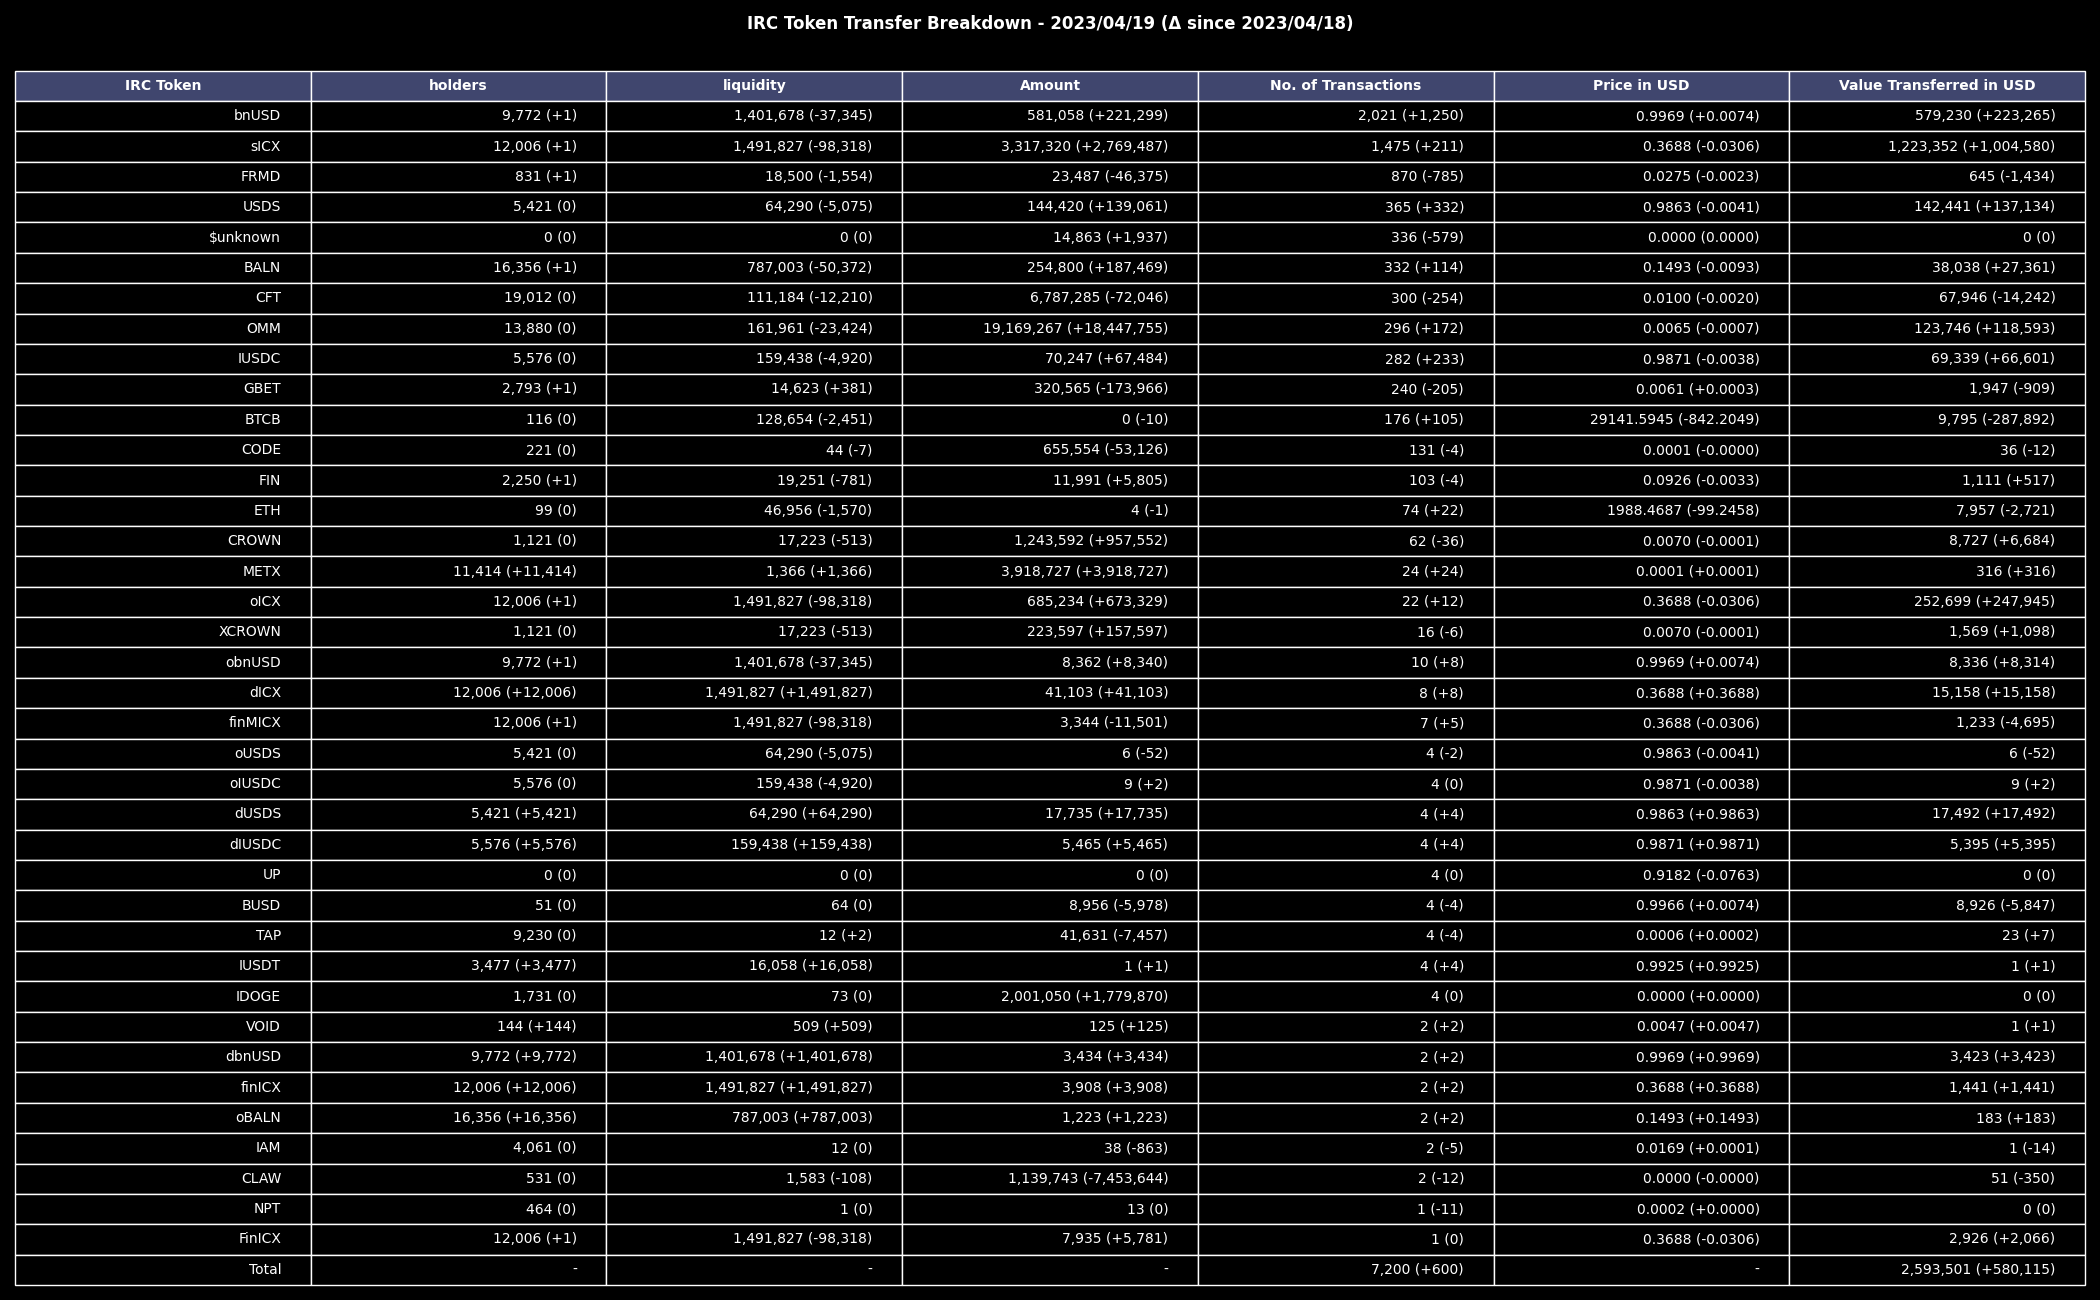 IRC Token Transfer Breakdown - 2023/04/19 (Δ since 2023/04/18)
IRC Token holders liquidity Amount No. of Transactions Price in USD Value Transferred in USD
bnUSD 9,772 (+1) 1,401,678 (-37,345) 581,058 (+221,299) 2,021 (+1,250) 0.9969 (+0.0074) 579,230 (+223,265)
sICX 12,006 (+1) 1,491,827 (-98,318) 3,317,320 (+2,769,487) 1,475 (+211) 0.3688 (-0.0306) 1,223,352 (+1,004,580)
FRMD 831 (+1) 18,500 (-1,554) 23,487 (-46,375) 870 (-785) 0.0275 (-0.0023) 645 (-1,434)
USDS 5,421 (0) 64,290 (-5,075) 144,420 (+139,061) 365 (+332) 0.9863 (-0.0041) 142,441 (+137,134)
$unknown 0 (0) 0 (0) 14,863 (+1,937) 336 (-579) 0.0000 (0.0000) 0 (0)
BALN 16,356 (+1) 787,003 (-50,372) 254,800 (+187,469) 332 (+114) 0.1493 (-0.0093) 38,038 (+27,361)
CFT 19,012 (0) 111,184 (-12,210) 6,787,285 (-72,046) 300 (-254) 0.0100 (-0.0020) 67,946 (-14,242)
OMM 13,880 (0) 161,961 (-23,424) 19,169,267 (+18,447,755) 296 (+172) 0.0065 (-0.0007) 123,746 (+118,593)
IUSDC 5,576 (0) 159,438 (-4,920) 70,247 (+67,484) 282 (+233) 0.9871 (-0.0038) 69,339 (+66,601)
GBET 2,793 (+1) 14,623 (+381) 320,565 (-173,966) 240 (-205) 0.0061 (+0.0003) 1,947 (-909)
BTCB 116 (0) 128,654 (-2,451) 0 (-10) 176 (+105) 29141.5945 (-842.2049) 9,795 (-287,892)
CODE 221 (0) 44 (-7) 655,554 (-53,126) 131 (-4) 0.0001 (-0.0000) 36 (-12)
FIN 2,250 (+1) 19,251 (-781) 11,991 (+5,805) 103 (-4) 0.0926 (-0.0033) 1,111 (+517)
ETH 99 (0) 46,956 (-1,570) 4 (-1) 74 (+22) 1988.4687 (-99.2458) 7,957 (-2,721)
CROWN 1,121 (0) 17,223 (-513) 1,243,592 (+957,552) 62 (-36) 0.0070 (-0.0001) 8,727 (+6,684)
METX 11,414 (+11,414) 1,366 (+1,366) 3,918,727 (+3,918,727) 24 (+24) 0.0001 (+0.0001) 316 (+316)
oICX 12,006 (+1) 1,491,827 (-98,318) 685,234 (+673,329) 22 (+12) 0.3688 (-0.0306) 252,699 (+247,945)
XCROWN 1,121 (0) 17,223 (-513) 223,597 (+157,597) 16 (-6) 0.0070 (-0.0001) 1,569 (+1,098)
obnUSD 9,772 (+1) 1,401,678 (-37,345) 8,362 (+8,340) 10 (+8) 0.9969 (+0.0074) 8,336 (+8,314)
dICX 12,006 (+12,006) 1,491,827 (+1,491,827) 41,103 (+41,103) 8 (+8) 0.3688 (+0.3688) 15,158 (+15,158)
finMICX 12,006 (+1) 1,491,827 (-98,318) 3,344 (-11,501) 7 (+5) 0.3688 (-0.0306) 1,233 (-4,695)
oUSDS 5,421 (0) 64,290 (-5,075) 6 (-52) 4 (-2) 0.9863 (-0.0041) 6 (-52)
oIUSDC 5,576 (0) 159,438 (-4,920) 9 (+2) 4 (0) 0.9871 (-0.0038) 9 (+2)
dUSDS 5,421 (+5,421) 64,290 (+64,290) 17,735 (+17,735) 4 (+4) 0.9863 (+0.9863) 17,492 (+17,492)
dIUSDC 5,576 (+5,576) 159,438 (+159,438) 5,465 (+5,465) 4 (+4) 0.9871 (+0.9871) 5,395 (+5,395)
UP 0 (0) 0 (0) 0 (0) 4 (0) 0.9182 (-0.0763) 0 (0)
BUSD 51 (0) 64 (0) 8,956 (-5,978) 4 (-4) 0.9966 (+0.0074) 8,926 (-5,847)
TAP 9,230 (0) 12 (+2) 41,631 (-7,457) 4 (-4) 0.0006 (+0.0002) 23 (+7)
IUSDT 3,477 (+3,477) 16,058 (+16,058) 1 (+1) 4 (+4) 0.9925 (+0.9925) 1 (+1)
IDOGE 1,731 (0) 73 (0) 2,001,050 (+1,779,870) 4 (0) 0.0000 (+0.0000) 0 (0)
VOID 144 (+144) 509 (+509) 125 (+125) 2 (+2) 0.0047 (+0.0047) 1 (+1)
dbnUSD 9,772 (+9,772) 1,401,678 (+1,401,678) 3,434 (+3,434) 2 (+2) 0.9969 (+0.9969) 3,423 (+3,423)
finICX 12,006 (+12,006) 1,491,827 (+1,491,827) 3,908 (+3,908) 2 (+2) 0.3688 (+0.3688) 1,441 (+1,441)
oBALN 16,356 (+16,356) 787,003 (+787,003) 1,223 (+1,223) 2 (+2) 0.1493 (+0.1493) 183 (+183)
IAM 4,061 (0) 12 (0) 38 (-863) 2 (-5) 0.0169 (+0.0001) 1 (-14)
CLAW 531 (0) 1,583 (-108) 1,139,743 (-7,453,644) 2 (-12) 0.0000 (-0.0000) 51 (-350)
NPT 464 (0) 1 (0) 13 (0) 1 (-11) 0.0002 (+0.0000) 0 (0)
FinICX 12,006 (+1) 1,491,827 (-98,318) 7,935 (+5,781) 1 (0) 0.3688 (-0.0306) 2,926 (+2,066)
Total - - - 7,200 (+600) - 2,593,501 (+580,115)